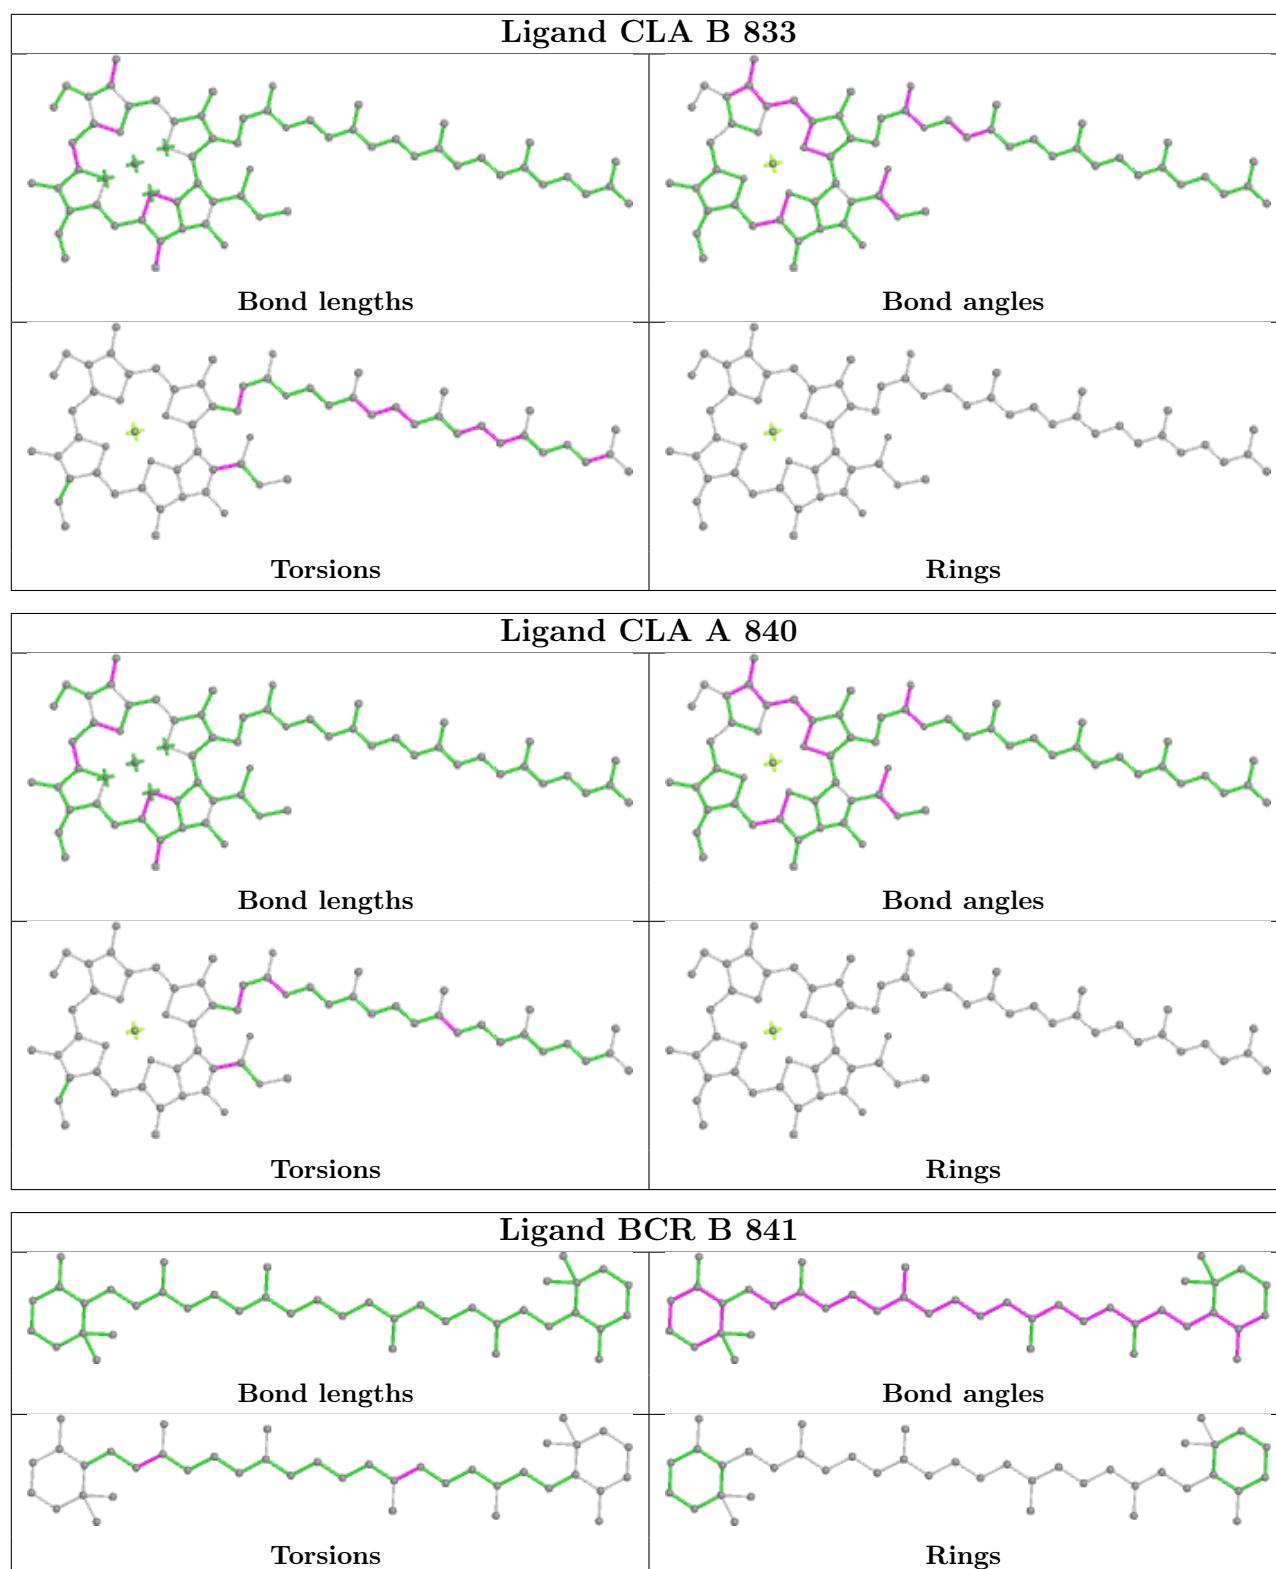 Ligand CLA B 833
Bond lengths
Bond angles
Torsions
Rings
Ligand CLA A 840
Bond lengths
Bond angles
Torsions
Rings
Ligand BCR B 841
Bond lengths
Bond angles
Torsions
Rings